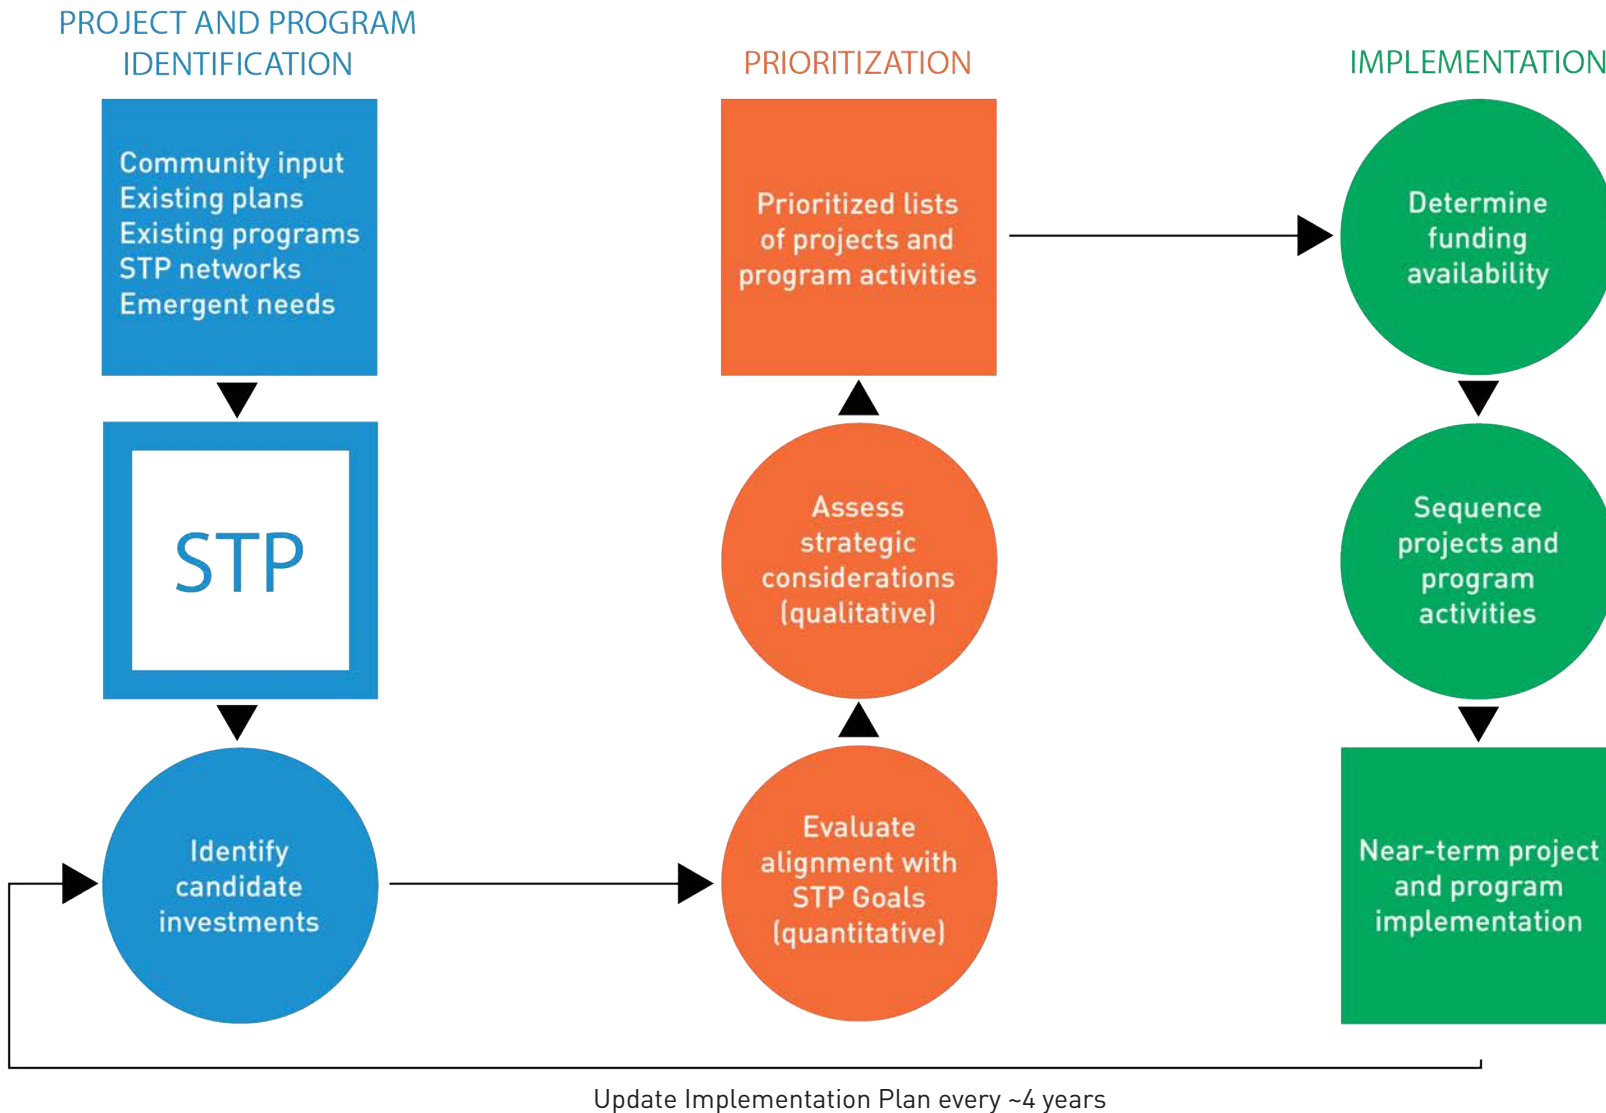 PROJECT AND PROGRAM
IDENTIFICATION
Community input
Existing plans
Existing programs
STP networks
Emergent needs
STP
Identify
candidate
investments
PRIORITIZATION
Prioritized lists
of projects and
program activities
Assess
strategic
considerations
(qualitative)
Evaluate
alignment with
STP Goals
(quantitative)
IMPLEMENTATION
Determine
funding
availability
Sequence
projects and
program
activities
Near-term project
and program
implementation
Update Implementation Plan every ~4 years